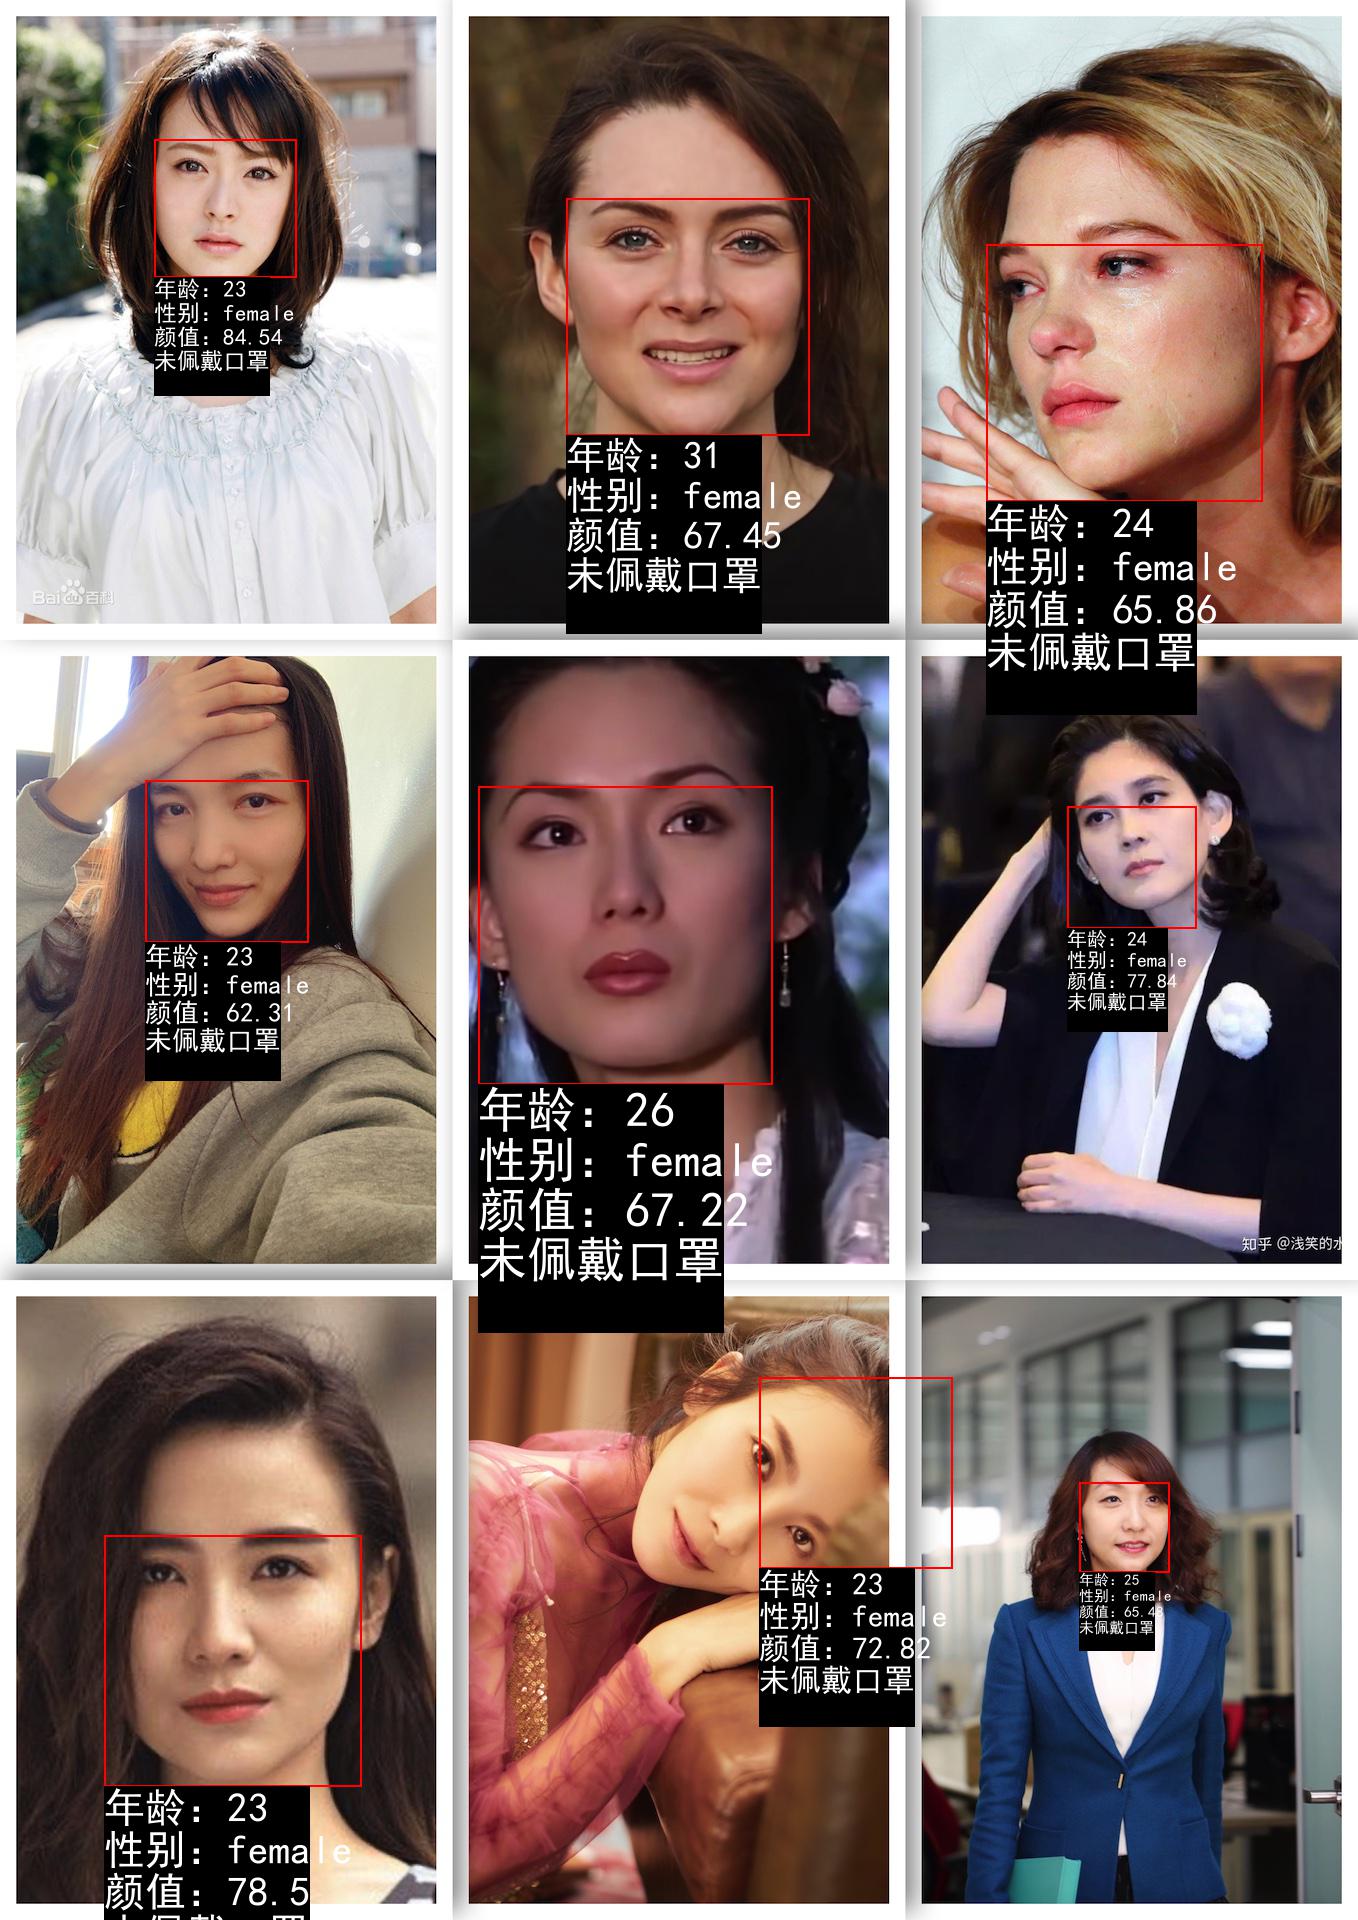 年龄：23
性别：female
颜值：84.54
未佩戴口罩
Bai du 百科
年龄：31
性别：female
颜值：67.45
未佩戴口罩
年龄：24
性别：female
颜值：65.86
未佩戴口罩
年龄：23
性别：female
颜值：62.31
未佩戴口罩
年龄：26
性别：female
颜值：67.22
未佩戴口罩
年龄：24
性别：female
颜值：77.84
未佩戴口罩
知乎 @浅笑的水
年龄：23
性别：female
颜值：78.5
年龄：23
性别：female
颜值：72.82
未佩戴口罩
年龄：25
性别：female
颜值：65.48
未佩戴口罩